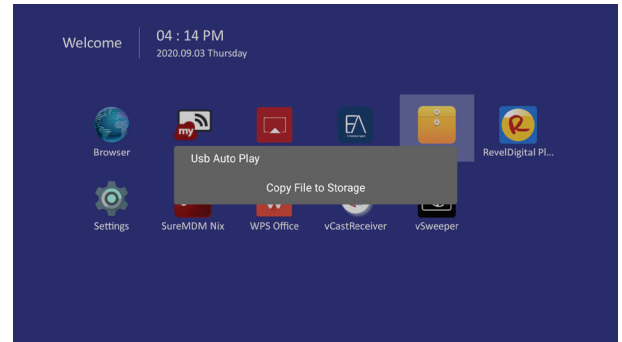 Welcome
04 : 14 PM
2020.09.03 Thursday
my
Browser
RevelDigital Pl...
Usb Auto Play
Copy File to Storage
Settings
SureMDM Nix
WPS Office
vCastReceiver
vSweeper